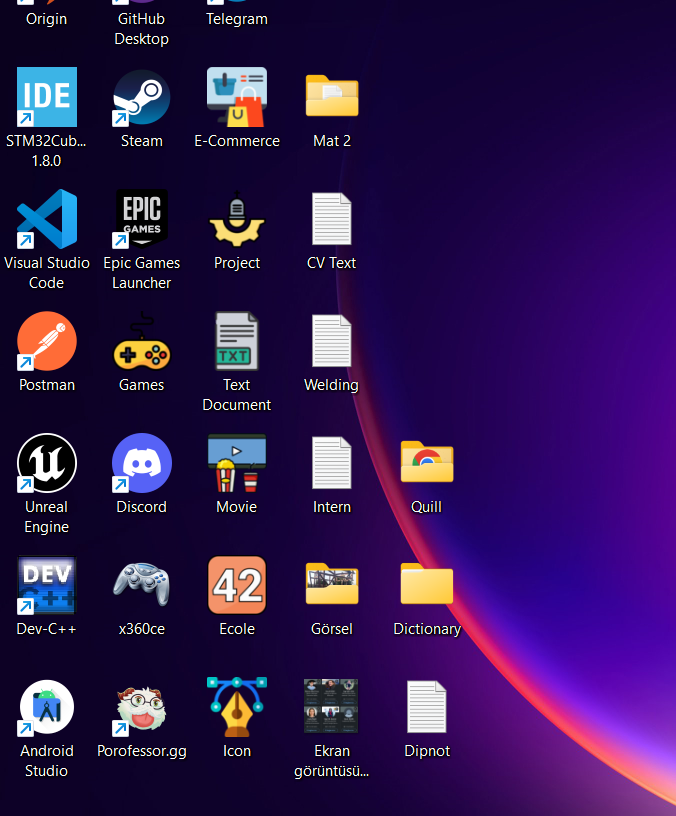 Origin
GitHub
Desktop
Telegram
IDE
STM32Cub...
1.8.0
Steam
E-Commerce
Mat 2
Visual Studio
Code
EPIC
GAMES
Epic Games
Launcher
Project
CV Text
Postman
Games
TXT
Text
Document
Welding
Unreal
Engine
Discord
Movie
Intern
Quill
DEV
C++
Dev-C++
x360ce
42
Ecole
Görsel
Dictionary
Android
Studio
Porofessor.gg
Icon
Ekran
görüntüsü...
Dipnot